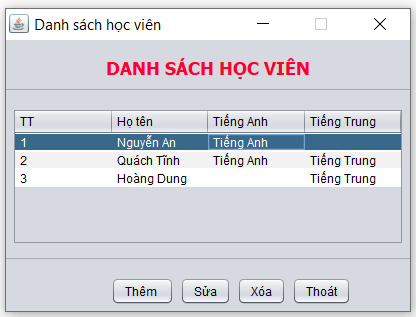 Danh sách học viên
DANH SÁCH HỌC VIÊN
TT Họ tên Tiếng Anh Tiếng Trung
1 Nguyễn An Tiếng Anh
2 Quách Tĩnh Tiếng Anh Tiếng Trung
3 Hoàng Dung Tiếng Trung
Thêm Sửa Xóa Thoát